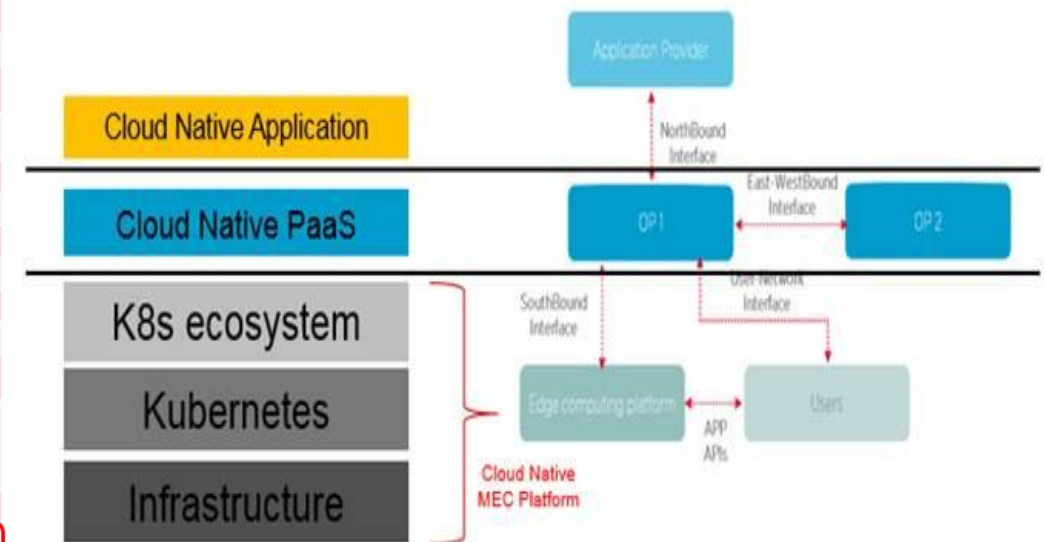 Application Provider
Cloud Native Application
NorthBound
Interface
East-WestBound
Interface
Cloud Native PaaS
OP 1
OP 2
User-Network
Interface
SouthBound
Interface
K8s ecosystem
Kubernetes
Edge computing platform
Users
APP
APIs
Cloud Native
MEC Platform
Infrastructure